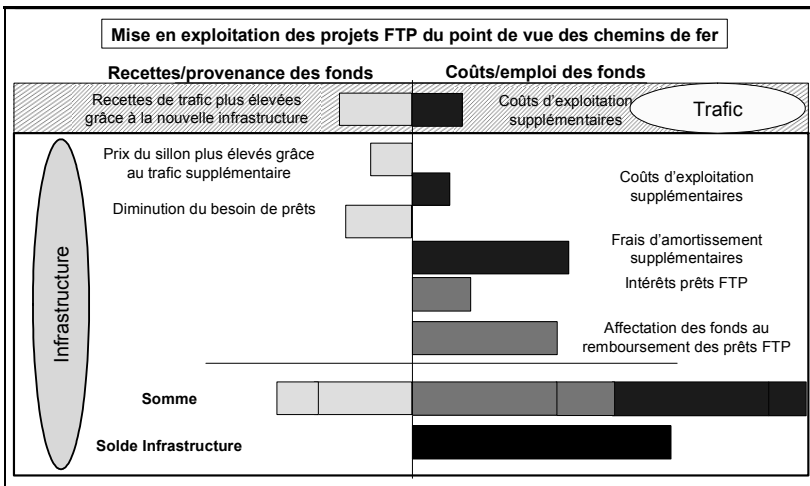 Mise en exploitation des projets FTP du point de vue des chemins de fer
Recettes/provenance des fonds
Coûts/emploi des fonds
Recettes de trafic plus élevées
grâce à la nouvelle infrastructure
Coûts d'exploitation
supplémentaires
Trafic
Prix du sillon plus élevés grâce
au trafic supplémentaire
Coûts d'exploitation
supplémentaires
Diminution du besoin de prêts
Frais d'amortissement
supplémentaires
Intérêts prêts FTP
Affectation des fonds au
remboursement des prêts FTP
Infrastructure
Somme
Solde Infrastructure